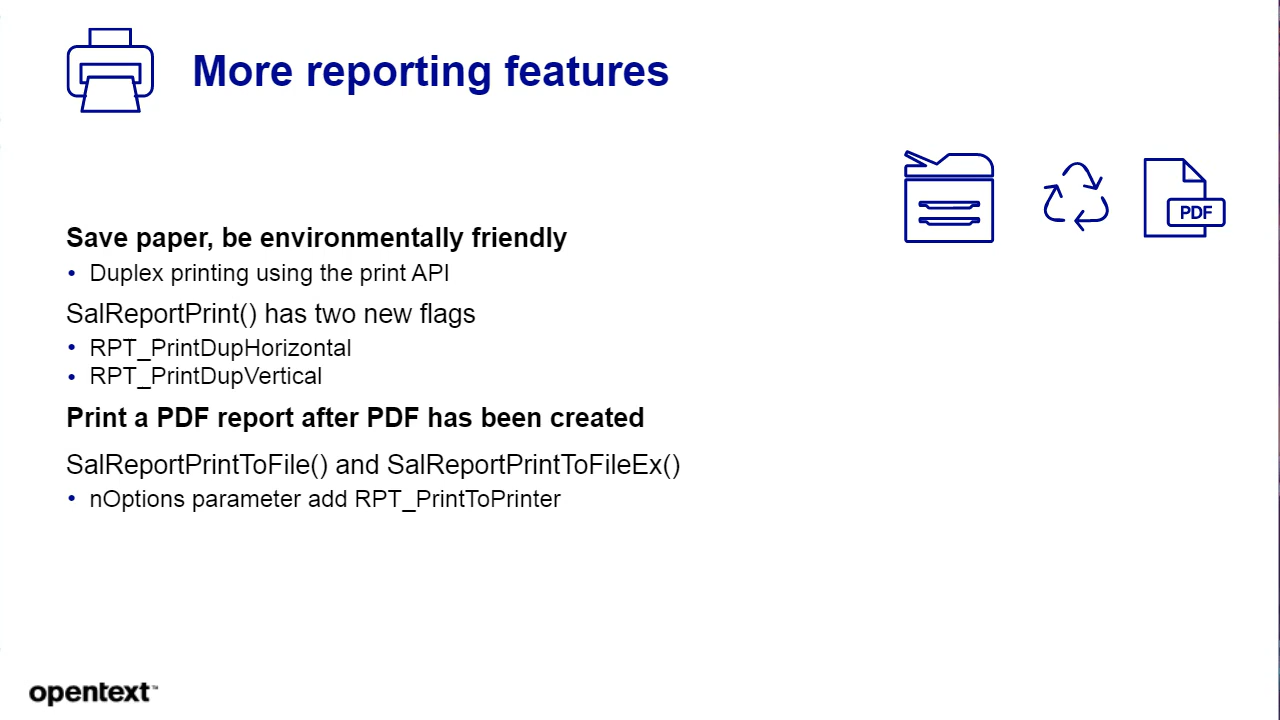 More reporting features
PDF
Save paper, be environmentally friendly
• Duplex printing using the print API
SalReportPrint() has two new flags
• RPT_PrintDupHorizontal
• RPT_PrintDupVertical
Print a PDF report after PDF has been created
SalReportPrintToFile() and SalReportPrintToFileEx()
• nOptions parameter add RPT_PrintToPrinter
opentext™